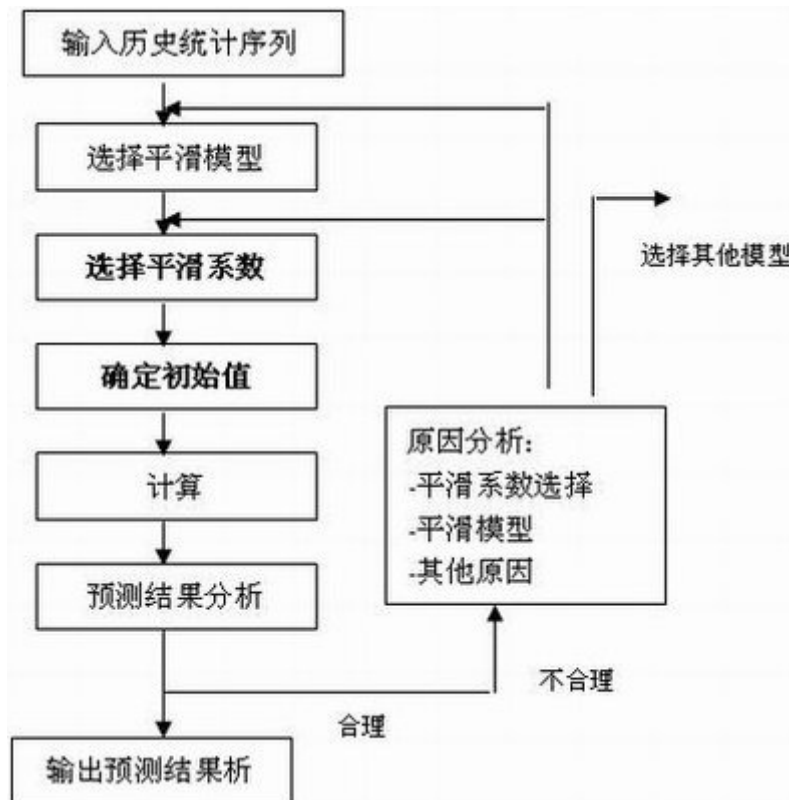 输入历史统计序列
选择平滑模型
选择平滑系数
选择其他模型
确定初始值
原因分析：
-平滑系数选择
-平滑模型
-其他原因
计算
预测结果分析
不合理
合理
输出预测结果析